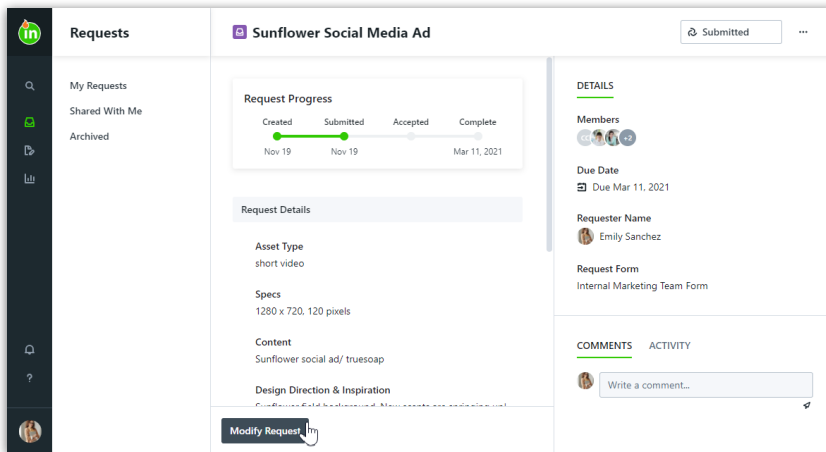 in
Requests
Sunflower Social Media Ad
Submitted
...
My Requests
Shared With Me
Archived
Request Progress
Created Submitted Accepted Complete
Nov 19 Nov 19 Mar 11, 2021
Request Details
Asset Type
short video
Specs
1280 x 720, 120 pixels
Content
Sunflower social ad/ truesoap
Design Direction & Inspiration
Modify Request
DETAILS
Members
+2
Due Date
Due Mar 11, 2021
Requester Name
Emily Sanchez
Request Form
Internal Marketing Team Form
COMMENTS ACTIVITY
Write a comment...
?